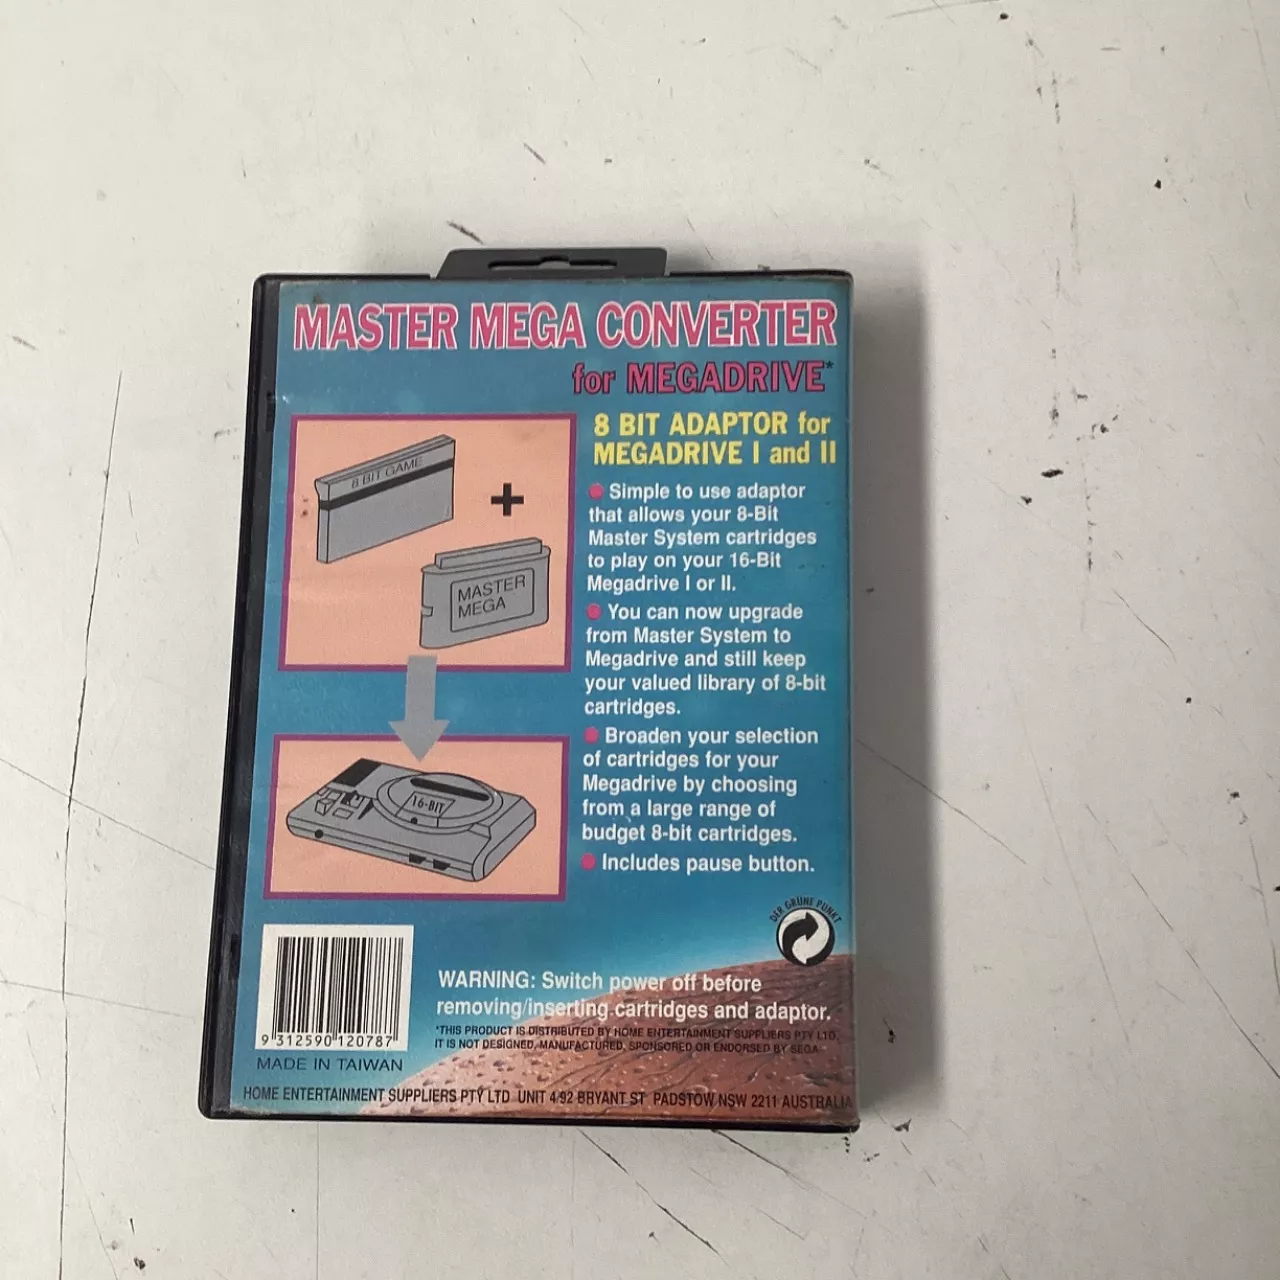 MASTER MEGA CONVERTER
for MEGADRIVE*
8 BIT GAME
+
MASTER
MEGA
16-BIT
8 BIT ADAPTOR for
MEGADRIVE I and II
Simple to use adaptor
that allows your 8-Bit
Master System cartridges
to play on your 16-Bit
Megadrive I or II.
You can now upgrade
from Master System to
Megadrive and still keep
your valued library of 8-bit
cartridges.
Broaden your selection
of cartridges for your
Megadrive by choosing
from a large range of
budget 8-bit cartridges.
Includes pause button.
DER GRÜNE PUNKT
WARNING: Switch power off before
removing/inserting cartridges and adaptor.
*THIS PRODUCT IS DISTRIBUTED BY HOME ENTERTAINMENT SUPPLIERS PTY LTD.
IT IS NOT DESIGNED, MANUFACTURED, SPONSORED OR ENDORSED BY SEGA
9 312590 120787
MADE IN TAIWAN
HOME ENTERTAINMENT SUPPLIERS PTY LTD UNIT 4 92 BRYANT ST PADSTOW NSW 2211 AUSTRALIA